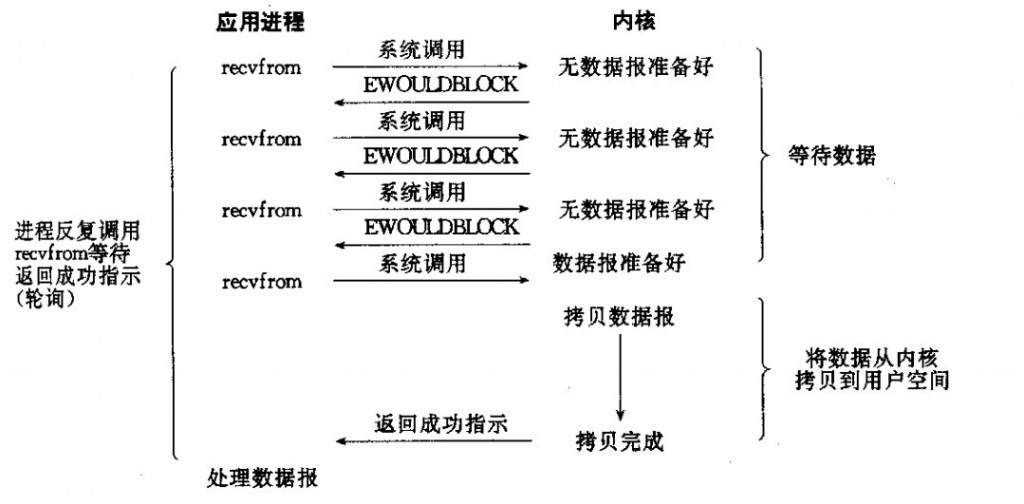 应用进程
内核
recvfrom
系统调用
无数据报准备好
EWOULDBLOCK
recvfrom
系统调用
无数据报准备好
EWOULDBLOCK
等待数据
recvfrom
系统调用
无数据报准备好
EWOULDBLOCK
进程反复调用
recvfrom等待
返回成功指示
(轮询)
recvfrom
系统调用
数据报准备好
拷贝数据报
将数据从内核
拷贝到用户空间
返回成功指示
拷贝完成
处理数据报